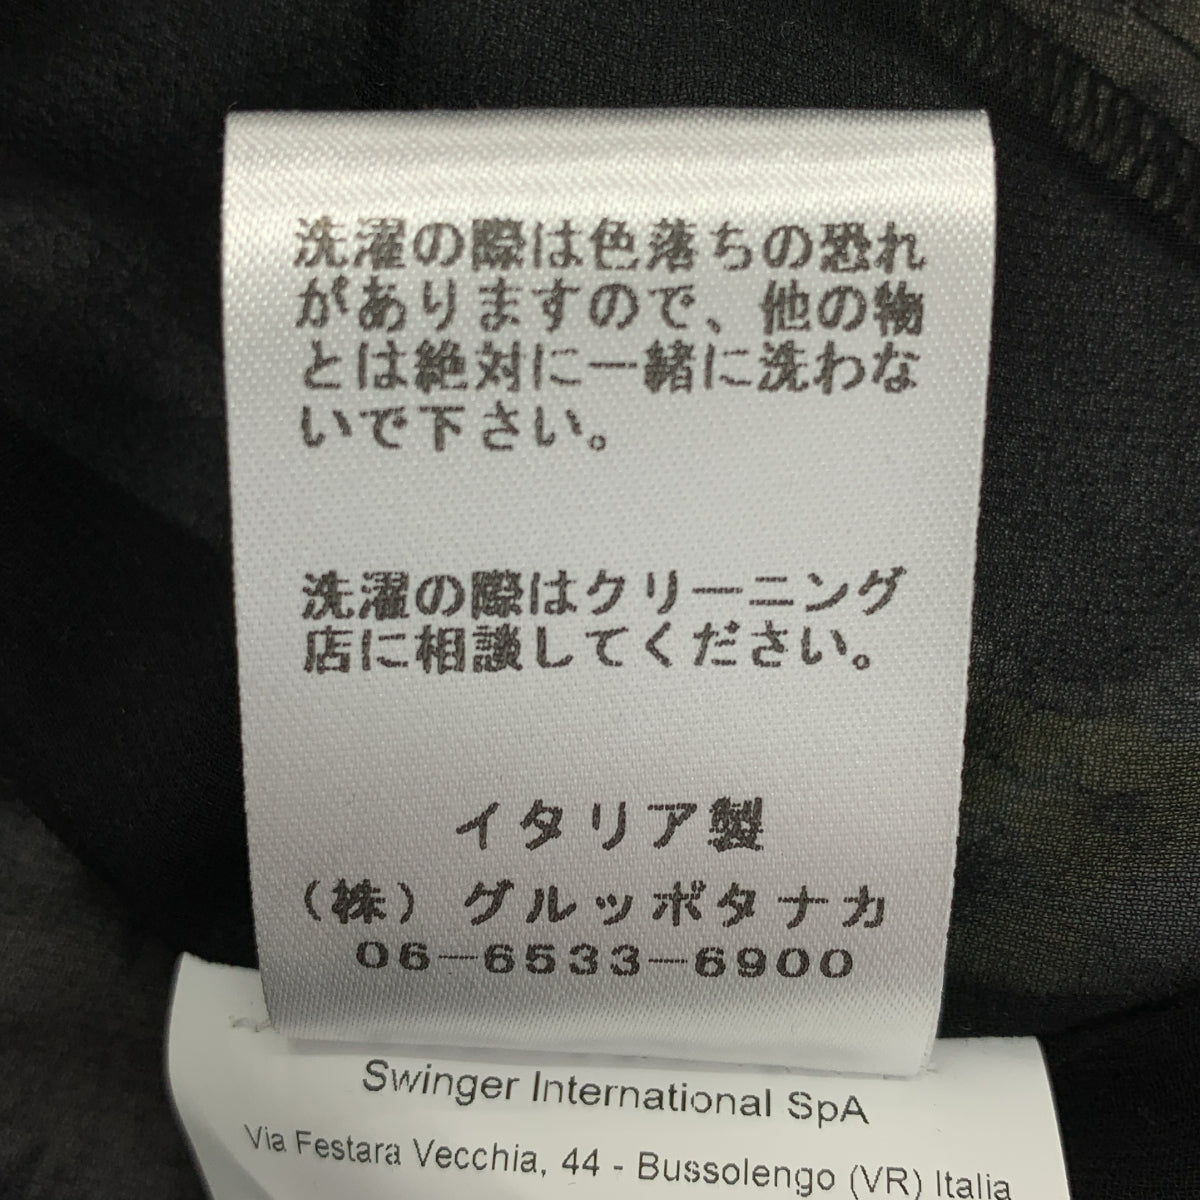 洗濯の際は色落ちの恐れ
がありますので、他の物
とは絶対に一緒に洗わな
いで下さい。
洗濯の際はクリーニング
店に相談してください。
イタリア製
（株）グルッポタナカ
06－6533－6900
Swinger International SpA
Via Festara Vecchia, 44 - Bussolengo (VR) Italia